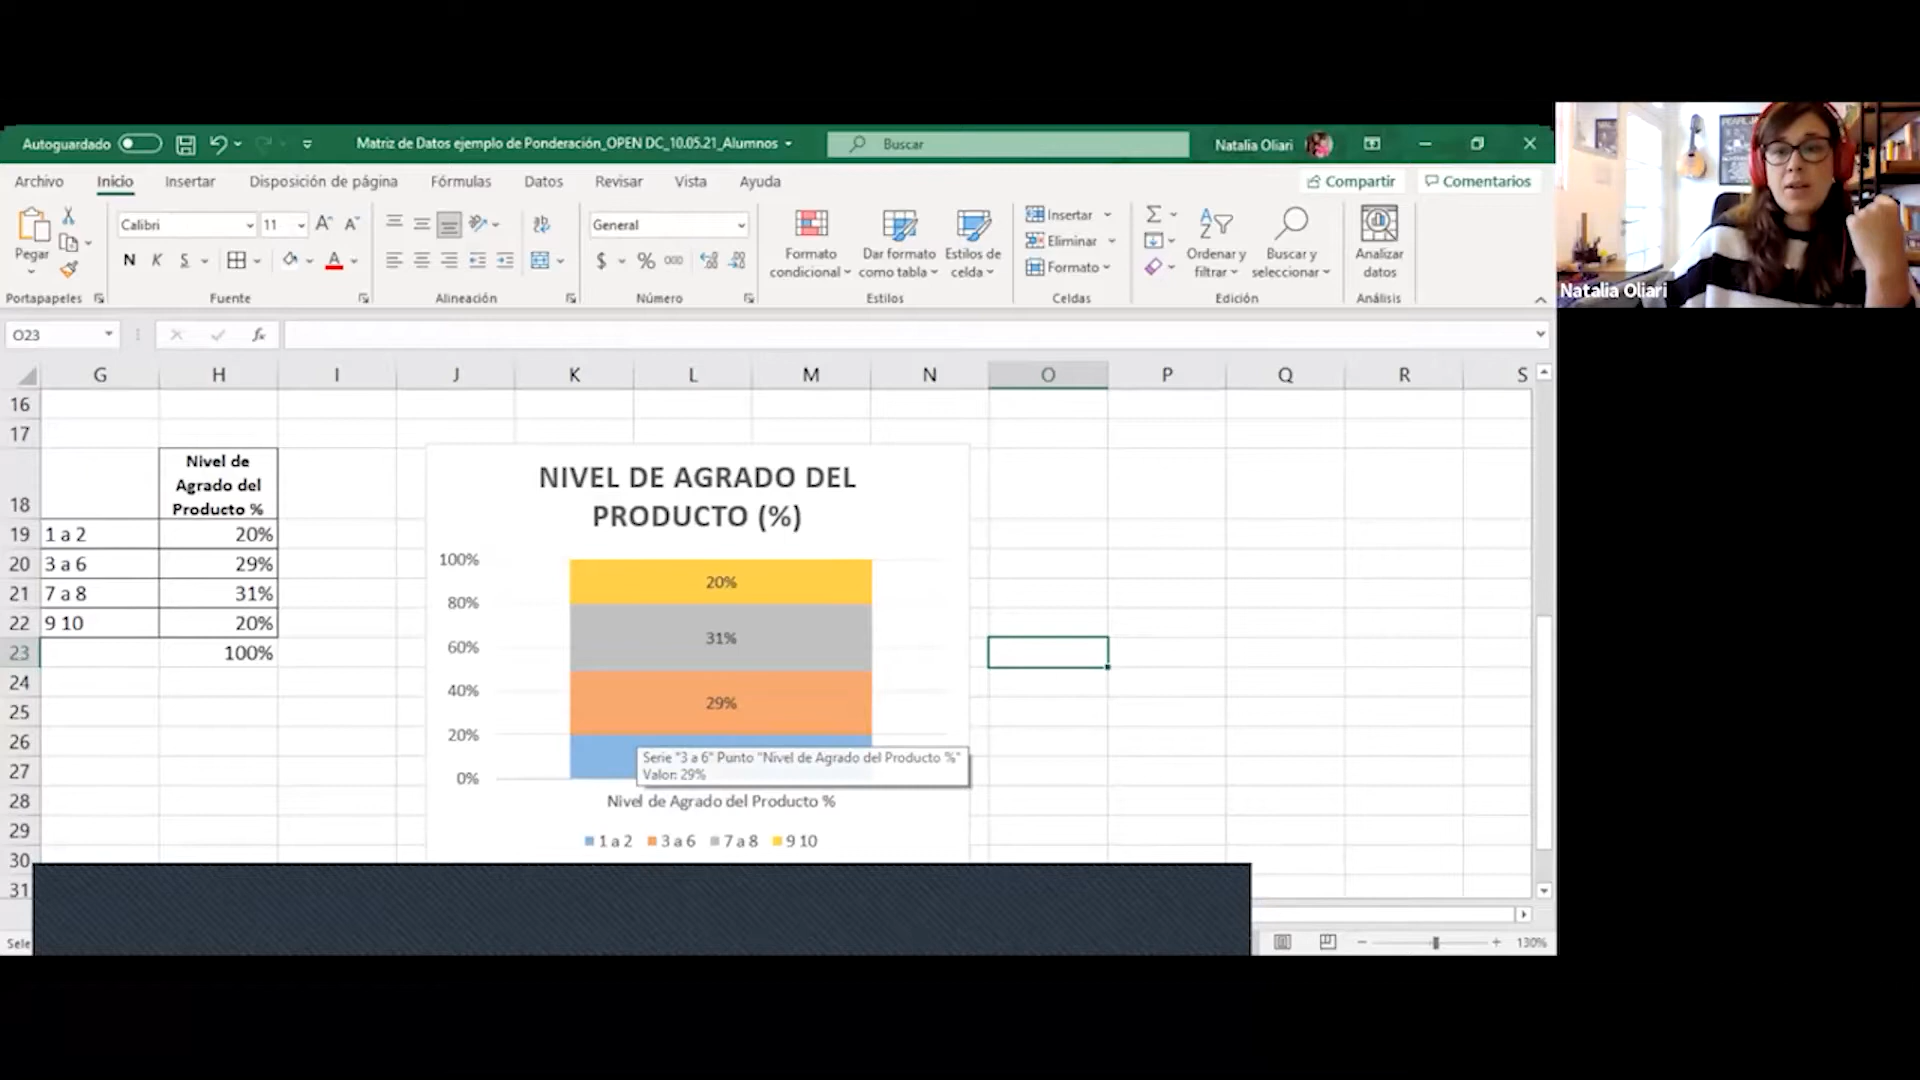 Autoguardado
Matriz de Datos ejemplo de Ponderación_OPEN DC_10.05.21_Alumnos
Buscar
Natalia Oliari
Archivo
Inicio
Insertar
Disposición de página
Fórmulas
Datos
Revisar
Vista
Ayuda
Compartir
Comentarios
Pegar
Calibri
11
N K S
General
$ % 000
Formato
condicional
Dar formato
como tabla
Estilos de
celda
Insertar
Eliminar
Formato
Ordenar y
filtrar
Buscar y
seleccionar
Analizar
datos
Portapapeles
Fuente
Alineación
Número
Estilos
Celdas
Edición
Análisis
Natalia Oliari
O23
fx
G H I J K L M N O P Q R S
16
17
18
Nivel de
Agrado del
Producto %
19 1 a 2 20%
20 3 a 6 29%
21 7 a 8 31%
22 9 10 20%
23 100%
24
25
26
27
28
29
30
31
NIVEL DE AGRADO DEL
PRODUCTO (%)
100%
80%
60%
40%
20%
0%
20%
31%
29%
Serie "3 a 6" Punto "Nivel de Agrado del Producto %"
Valor: 29%
Nivel de Agrado del Producto %
1 a 2 3 a 6 7 a 8 9 10
Sele
130%